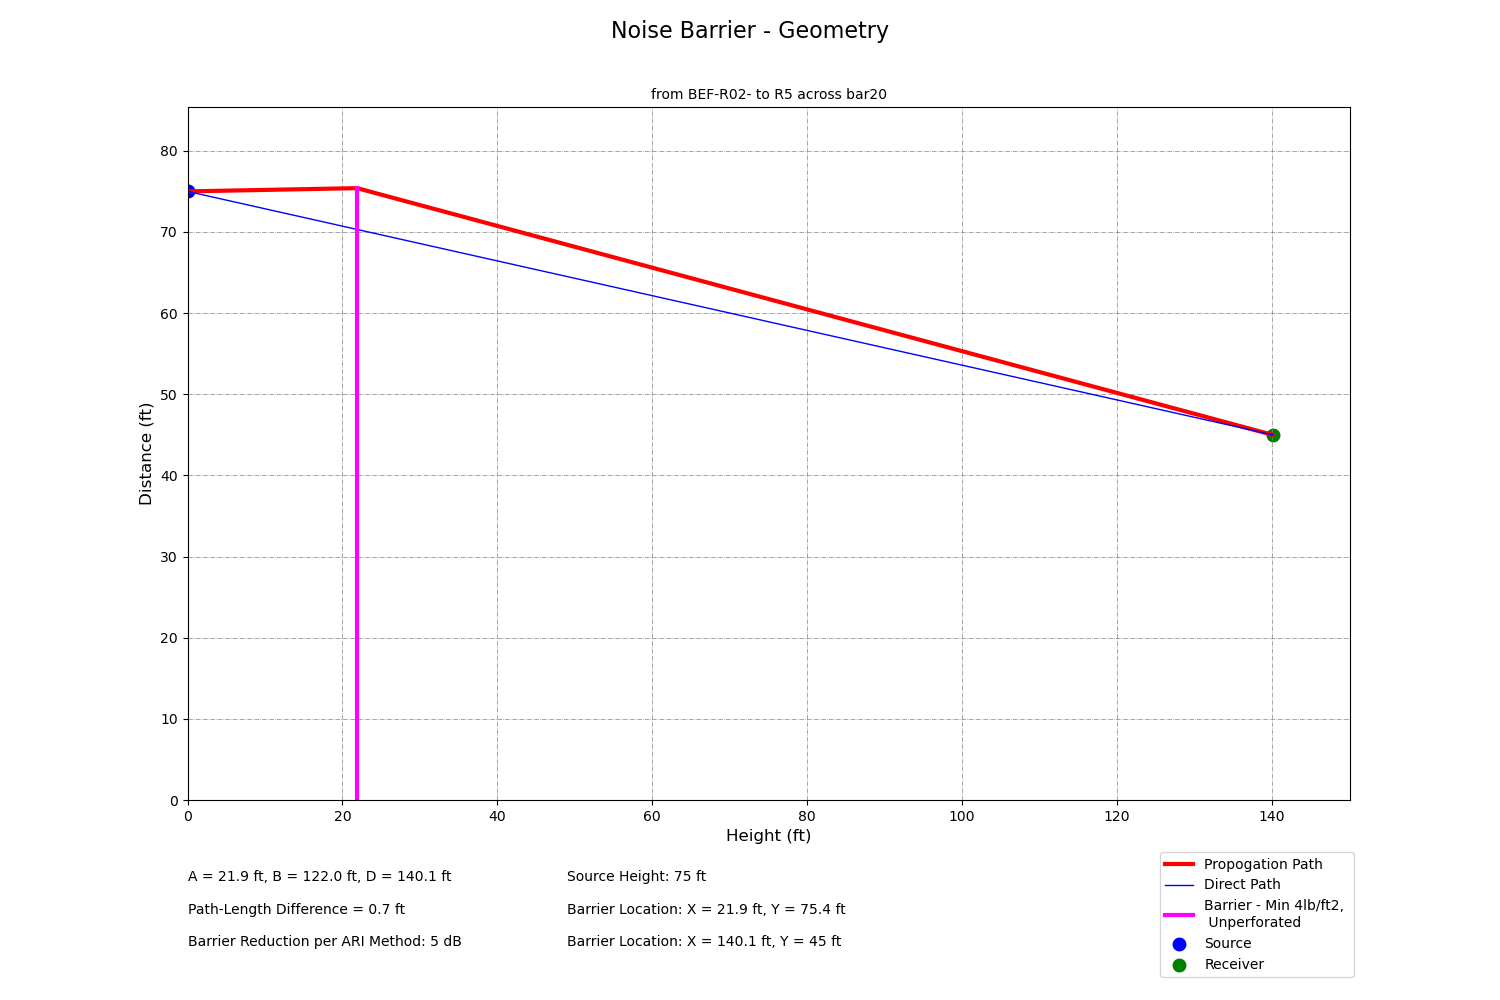 Noise Barrier - Geometry
from BEF-R02- to R5 across bar20
80
70
60
50
40
30
20
10
0
Distance (ft)
0 20 40 60 80 100 120 140
Height (ft)
A = 21.9 ft, B = 122.0 ft, D = 140.1 ft
Path-Length Difference = 0.7 ft
Barrier Reduction per ARI Method: 5 dB
Source Height: 75 ft
Barrier Location: X = 21.9 ft, Y = 75.4 ft
Barrier Location: X = 140.1 ft, Y = 45 ft
Propogation Path
Direct Path
Barrier - Min 4lb/ft2,
Unperforated
Source
Receiver